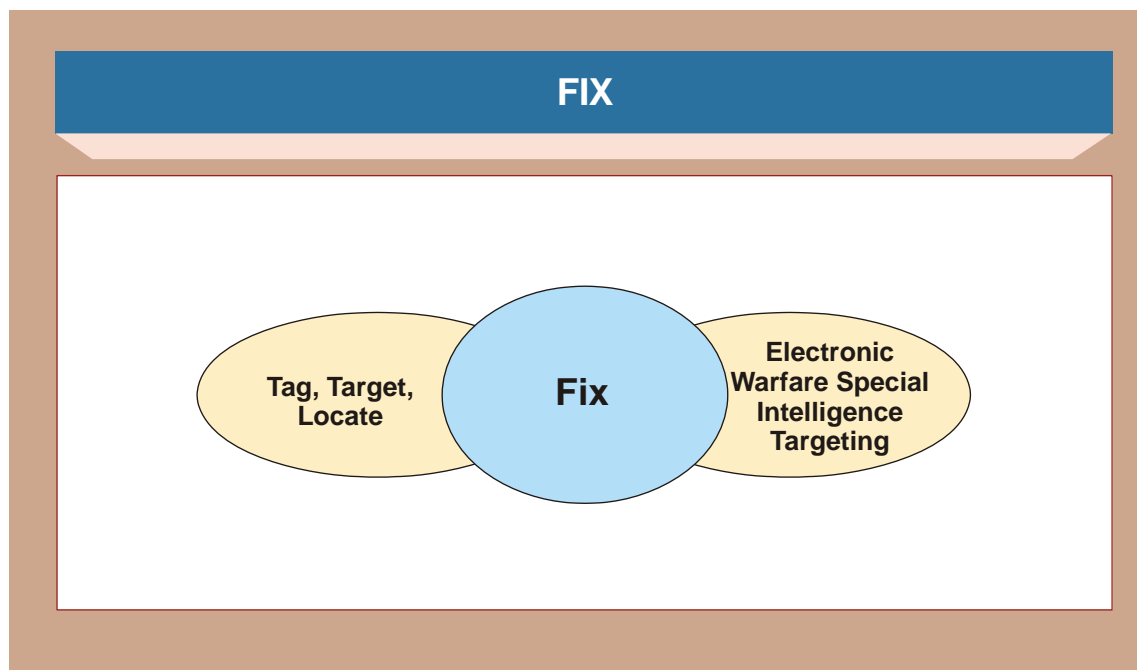 FIX
Tag, Target,
Locate
Fix
Electronic
Warfare Special
Intelligence
Targeting